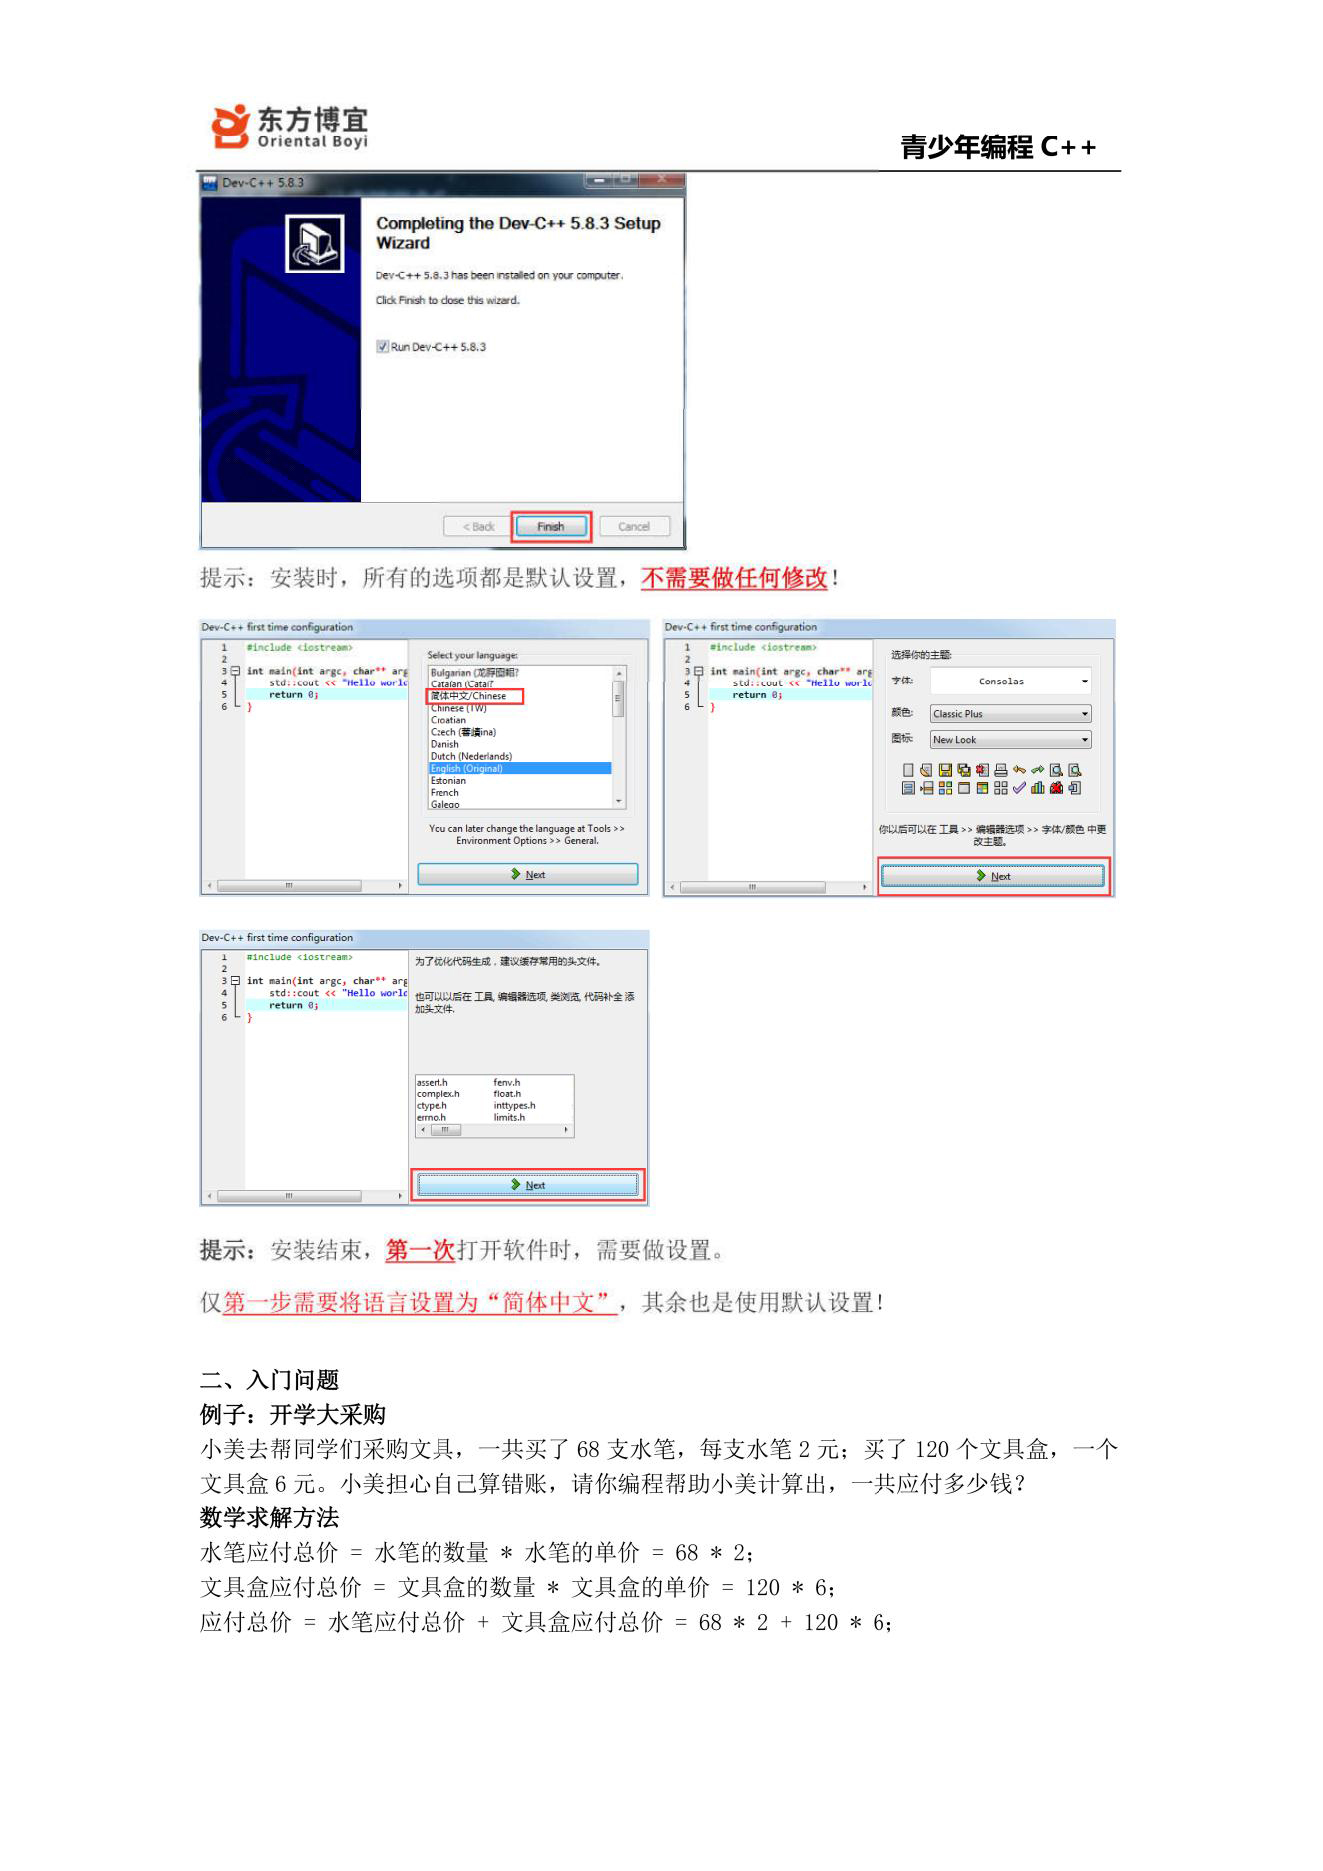 东方博宜
Oriental Boyi
青少年编程 C++
Dev-C++ 5.8.3
Completing the Dev-C++ 5.8.3 Setup
Wizard
Dev-C++ 5.8.3 has been installed on your computer.
Click Finish to close this wizard.
Run Dev-C++ 5.8.3
< Back
Finish
Cancel
提示：安装时，所有的选项都是默认设置，不需要做任何修改！
Dev-C++ first time configuration
1 #include <iostream>
2
3 int main(int argc, char** arg
4 std::cout << "Hello world
5 return 0;
6 }
Select your language:
Bulgarian
Catalan
简体中文/Chinese
Chinese (TW)
Croatian
Czech
Danish
Dutch (Nederlands)
English (Original)
Estonian
French
Galego
You can later change the language at Tools >>
Environment Options >> General.
Next
Dev-C++ first time configuration
1 #include <iostream>
2
3 int main(int argc, char** arg
4 std::cout << "Hello worlc
5 return 0;
6 }
选择你的主题:
字体: Consolas
颜色: Classic Plus
图标: New Look
你以后可以在 工具 >> 编辑器选项 >> 字体/颜色 中更
改主题。
Next
Dev-C++ first time configuration
1 #include <iostream>
2
3 int main(int argc, char** arg
4 std::cout << "Hello world
5 return 0;
6 }
为了优化代码生成，建议缓存常用的头文件。
也可以以后在 工具, 编辑器选项, 类浏览, 代码补全 添
加头文件.
assert.h fenv.h
complex.h float.h
ctype.h inttypes.h
errno.h limits.h
Next
提示：安装结束，第一次打开软件时，需要做设置。
仅第一步需要将语言设置为“简体中文”，其余也是使用默认设置！
二、入门问题
例子：开学大采购
小美去帮同学们采购文具，一共买了 68 支水笔，每支水笔 2 元；买了 120 个文具盒，一个
文具盒 6 元。小美担心自己算错账，请你编程帮助小美计算出，一共应付多少钱？
数学求解方法
水笔应付总价 = 水笔的数量 * 水笔的单价 = 68 * 2；
文具盒应付总价 = 文具盒的数量 * 文具盒的单价 = 120 * 6；
应付总价 = 水笔应付总价 + 文具盒应付总价 = 68 * 2 + 120 * 6；